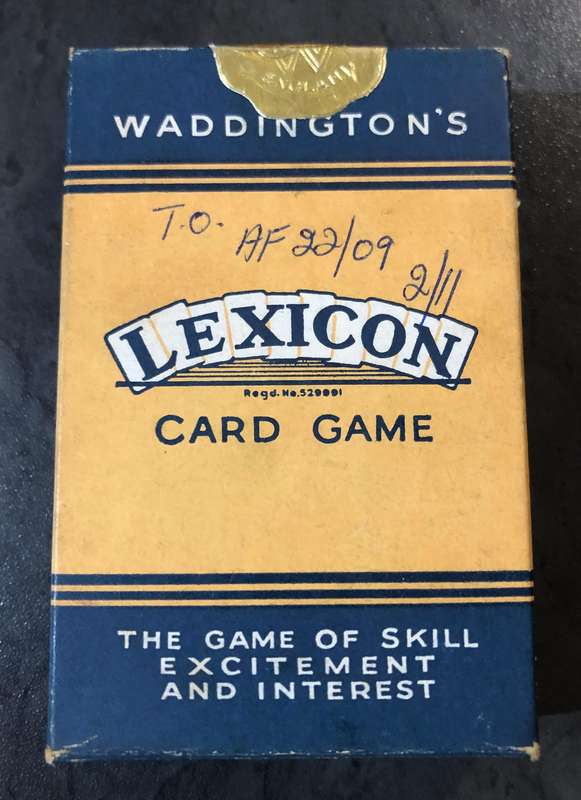 W
WADDINGTON'S
T.O. AF 22/09 2/11
LEXICON
Regd. No. 529991
CARD GAME
THE GAME OF SKILL
EXCITEMENT
AND INTEREST